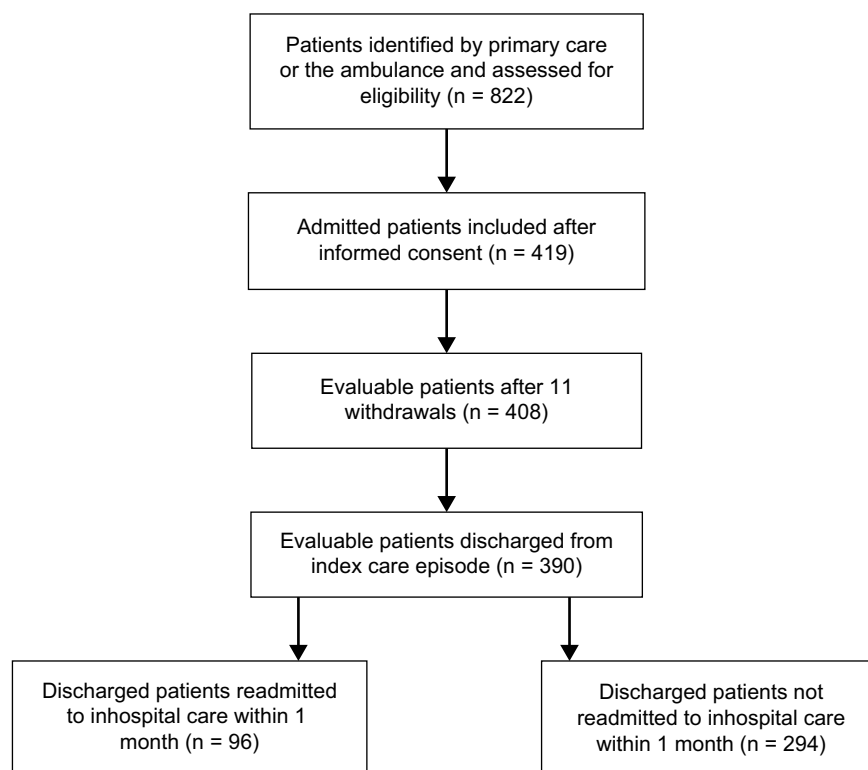 Patients identified by primary care
or the ambulance and assessed for
eligibility (n = 822)
Admitted patients included after
informed consent (n = 419)
Evaluable patients after 11
withdrawals (n = 408)
Evaluable patients discharged from
index care episode (n = 390)
Discharged patients readmitted
to inhospital care within 1
month (n = 96)
Discharged patients not
readmitted to inhospital care
within 1 month (n = 294)